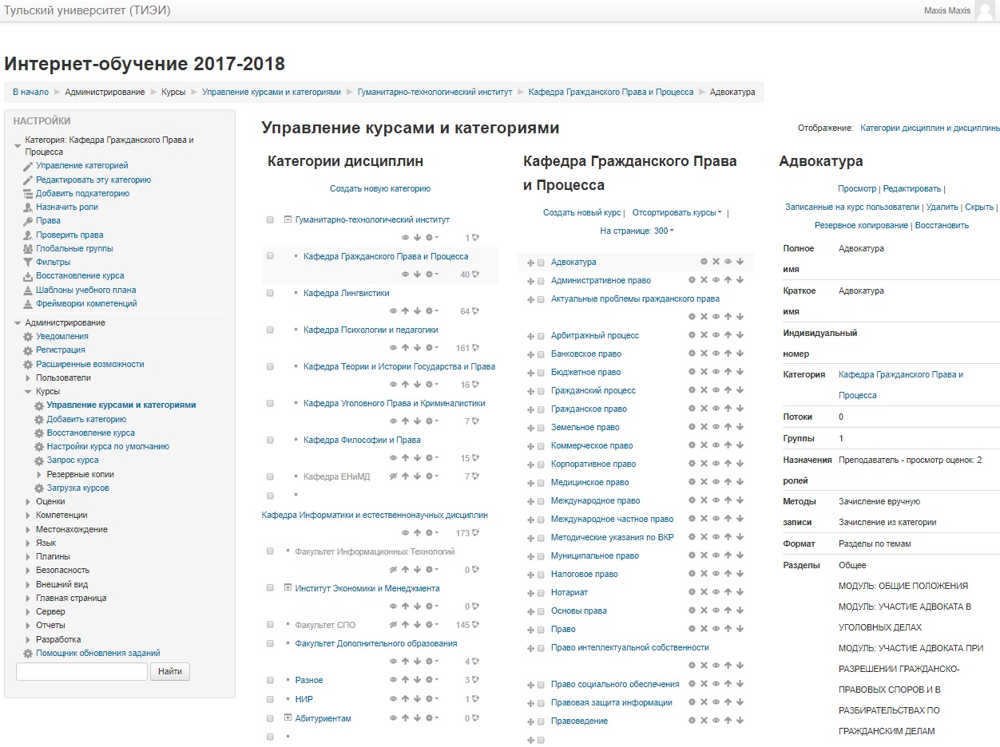 Тульский университет (ТИЭИ)
Maxis Maxis
Интернет-обучение 2017-2018
В начало
Администрирование
Курсы
Управление курсами и категориями
Гуманитарно-технологический институт
Кафедра Гражданского Права и Процесса
Адвокатура
НАСТРОЙКИ
Категория: Кафедра Гражданского Права и
Процесса
Управление категорией
Редактировать эту категорию
Добавить подкатегорию
Назначить роли
Права
Проверить права
Глобальные группы
Фильтры
Восстановление курса
Шаблоны учебного плана
Фреймворки компетенций
Администрирование
Уведомления
Регистрация
Расширенные возможности
Пользователи
Курсы
Управление курсами и категориями
Добавить категорию
Восстановление курса
Настройки курса по умолчанию
Запрос курса
Резервные копии
Загрузка курсов
Оценки
Компетенции
Местонахождение
Язык
Плагины
Безопасность
Внешний вид
Главная страница
Сервер
Отчеты
Разработка
Помощник обновления заданий
Найти
Управление курсами и категориями
Отображение: Категории дисциплин и дисциплины
Категории дисциплин
Создать новую категорию
Гуманитарно-технологический институт
1
Кафедра Гражданского Права и Процесса
40
Кафедра Лингвистики
64
Кафедра Психологии и педагогики
161
Кафедра Теории и Истории Государства и Права
16
Кафедра Уголовного Права и Криминалистики
7
Кафедра Философии и Права
15
Кафедра ЕНиМД 7
Кафедра Информатики и естественнонаучных дисциплин
173
Факультет Информационных Технологий
0
Институт Экономики и Менеджмента
0
Факультет СПО 145
Факультет Дополнительного образования
4
Разное 3
НИР 1
Абитуриентам 0
Кафедра Гражданского Права
и Процесса
Создать новый курс | Отсортировать курсы |
На странице: 300
Адвокатура
Административное право
Актуальные проблемы гражданского права
Арбитражный процесс
Банковское право
Бюджетное право
Гражданский процесс
Гражданское право
Земельное право
Коммерческое право
Корпоративное право
Медицинское право
Международное право
Международное частное право
Методические указания по ВКР
Муниципальное право
Налоговое право
Нотариат
Основы права
Право
Право интеллектуальной собственности
Право социального обеспечения
Правовая защита информации
Правоведение
Адвокатура
Просмотр | Редактировать |
Записанные на курс пользователи | Удалить | Скрыть |
Резервное копирование | Восстановить
Полное Адвокатура
имя
Краткое Адвокатура
имя
Индивидуальный
номер
Категория Кафедра Гражданского Права и
Процесса
Потоки 0
Группы 1
Назначения Преподаватель - просмотр оценок: 2
ролей
Методы Зачисление вручную
записи Зачисление из категории
Формат Разделы по темам
Разделы Общее
МОДУЛЬ: ОБЩИЕ ПОЛОЖЕНИЯ
МОДУЛЬ: УЧАСТИЕ АДВОКАТА В
УГОЛОВНЫХ ДЕЛАХ
МОДУЛЬ: УЧАСТИЕ АДВОКАТА ПРИ
РАЗРЕШЕНИИ ГРАЖДАНСКО-
ПРАВОВЫХ СПОРОВ И В
РАЗБИРАТЕЛЬСТВАХ ПО
ГРАЖДАНСКИМ ДЕЛАМ